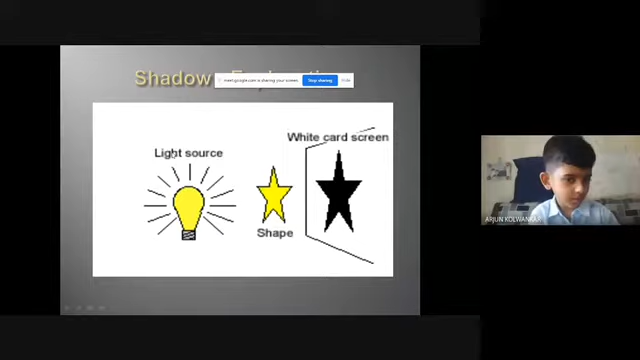 Shadow
meet.google.com is sharing your screen.
Stop sharing
Hide
White card screen
Light source
Shape
ARJUN KOLWANKAR